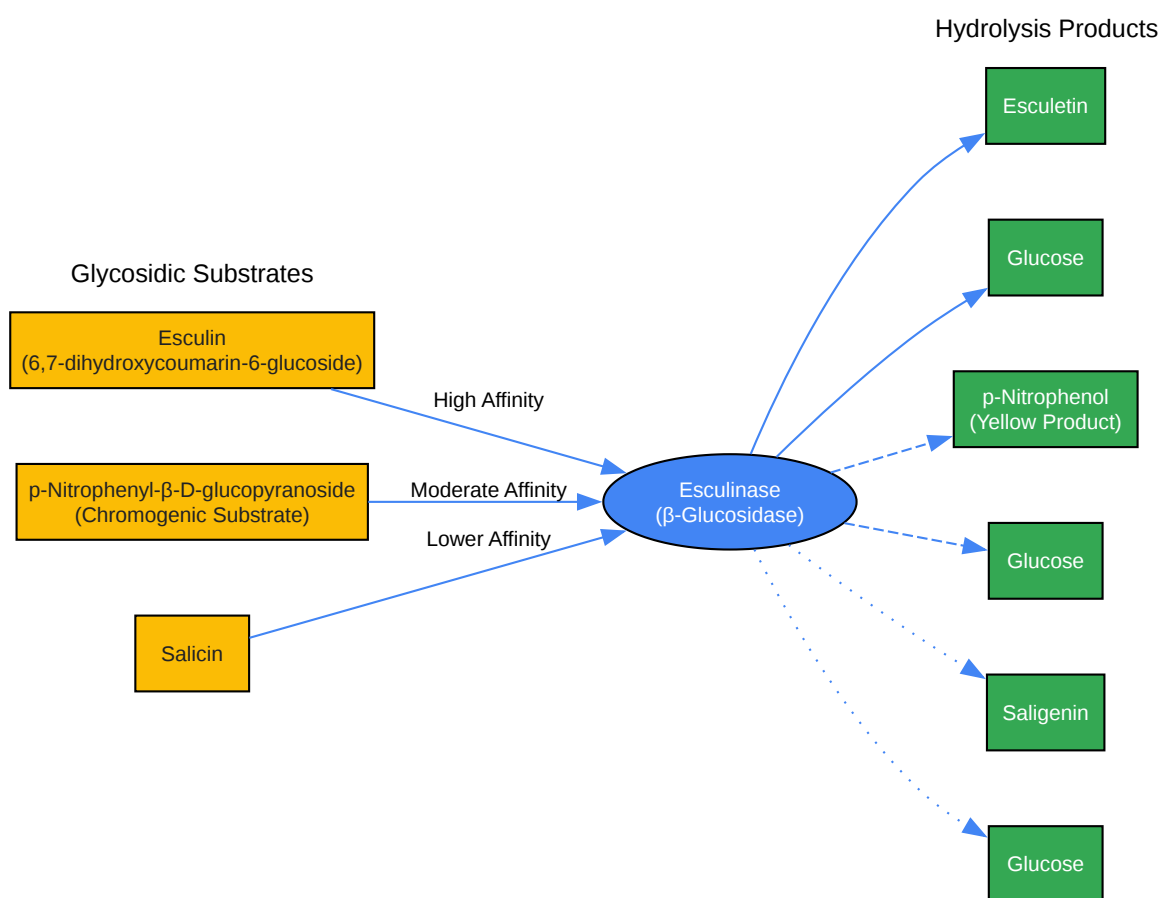 Hydrolysis Products
Esculetin
Glucose
Glycosidic Substrates
Esculin
(6,7-dihydroxycoumarin-6-glucoside)
High Affinity
p-Nitrophenol
(Yellow Product)
p-Nitrophenyl-β-D-glucopyranoside
(Chromogenic Substrate)
Moderate Affinity
Esculinase
(β-Glucosidase)
Lower Affinity
Glucose
Salicin
Saligenin
Glucose